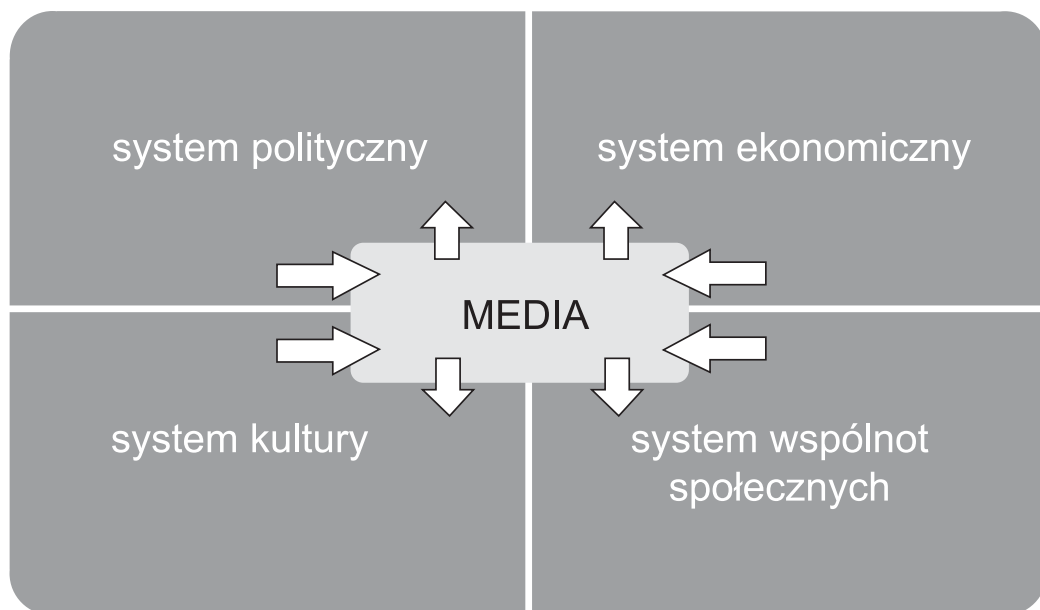 system polityczny
system ekonomiczny
MEDIA
system kultury
system wspólnot
społecznych